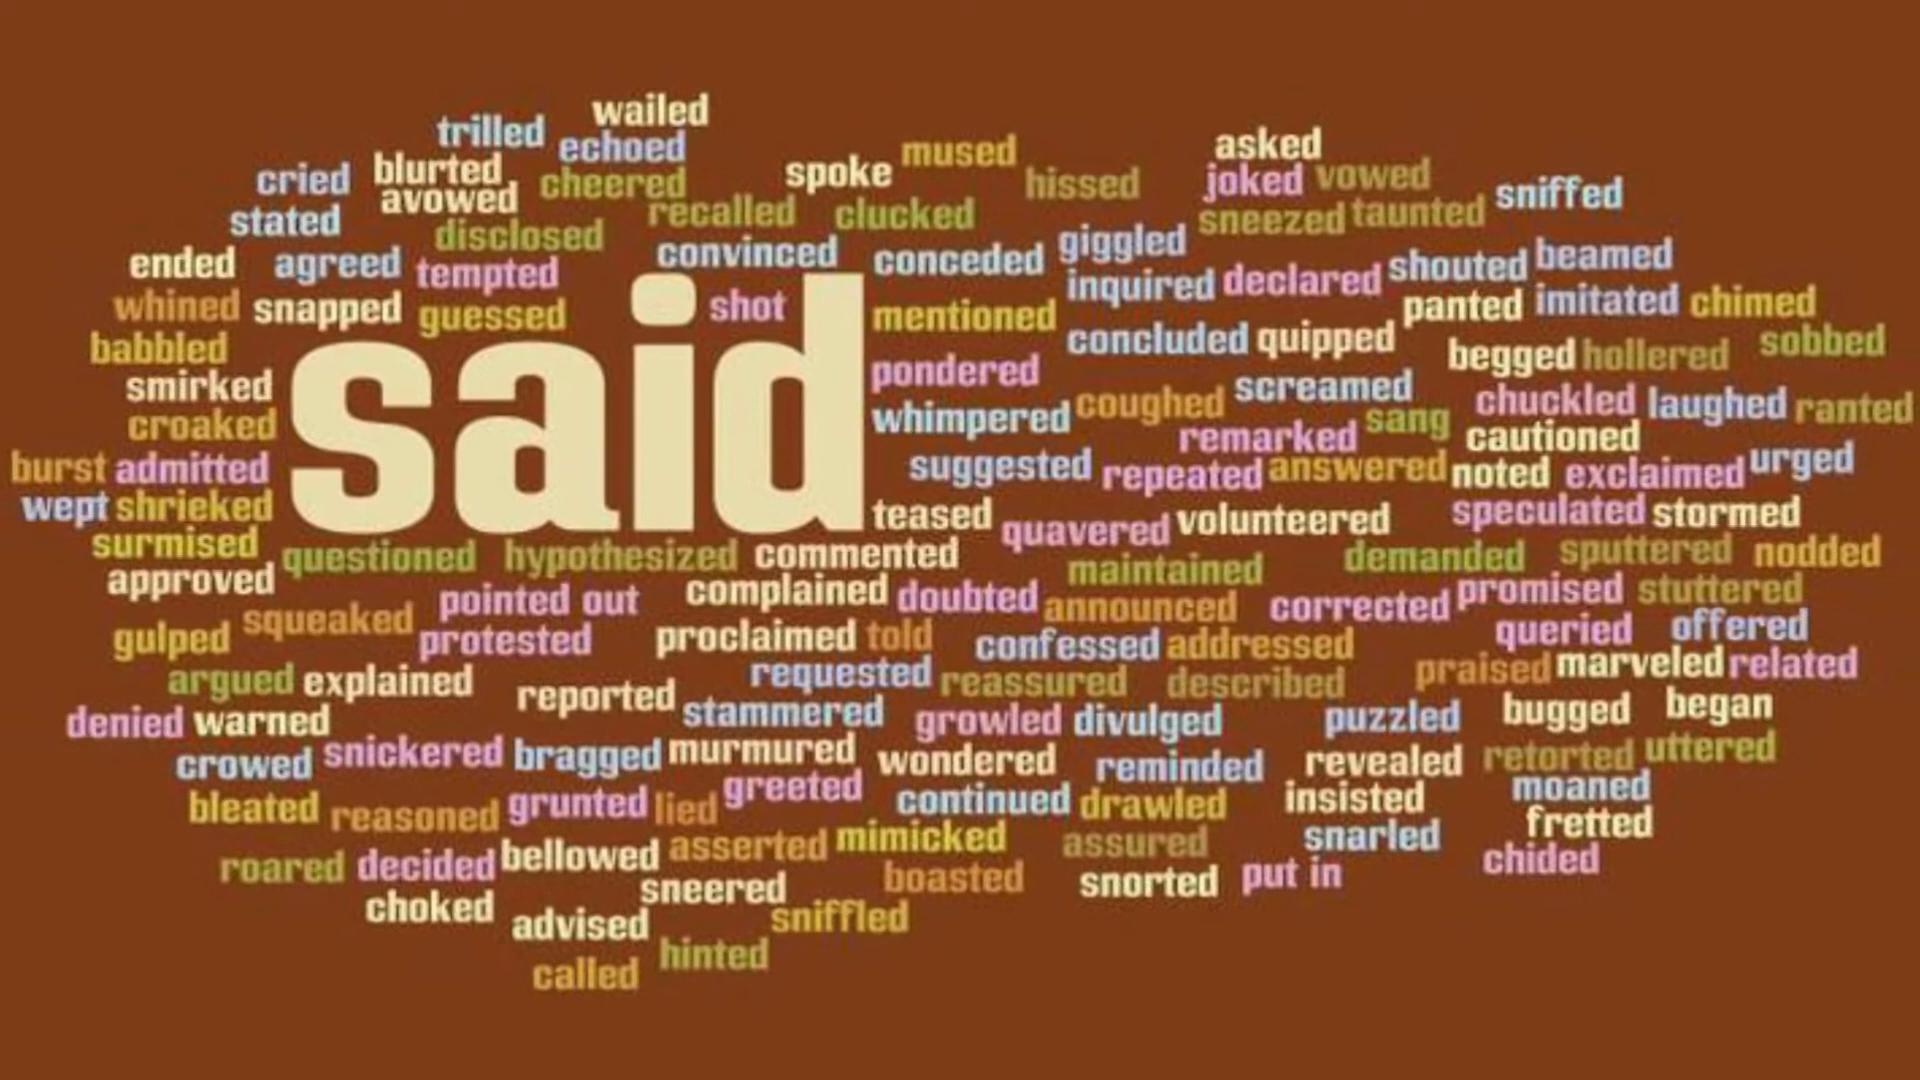 wailed
trilled echoed
cried blurted avowed cheered spoke mused hissed asked joked vowed sniffed
stated disclosed recalled clucked sneezed taunted
ended agreed tempted convinced conceded giggled inquired declared shouted beamed
whined snapped guessed shot mentioned panted imitated chimed
babbled concluded quipped begged hollered sobbed
smirked said pondered screamed
croaked whimpered coughed sang chuckled laughed ranted
remarked cautioned
burst admitted suggested repeated answered noted exclaimed urged
wept shrieked teased quavered volunteered speculated stormed
surmised questioned hypothesized commented maintained demanded sputtered nodded
approved complained doubted announced corrected promised stuttered
squeaked pointed out
gulped protested proclaimed told confessed addressed queried offered
argued explained requested reassured described praised marveled related
reported stammered
denied warned growled divulged puzzled bugged began
crowed snickered bragged murmured wondered reminded revealed retorted uttered
bleated reasoned grunted lied greeted continued drawled insisted moaned
mimicked assured snarled fretted
roared decided bellowed asserted boasted snorted put in chided
choked sneered
advised sniffled
called hinted